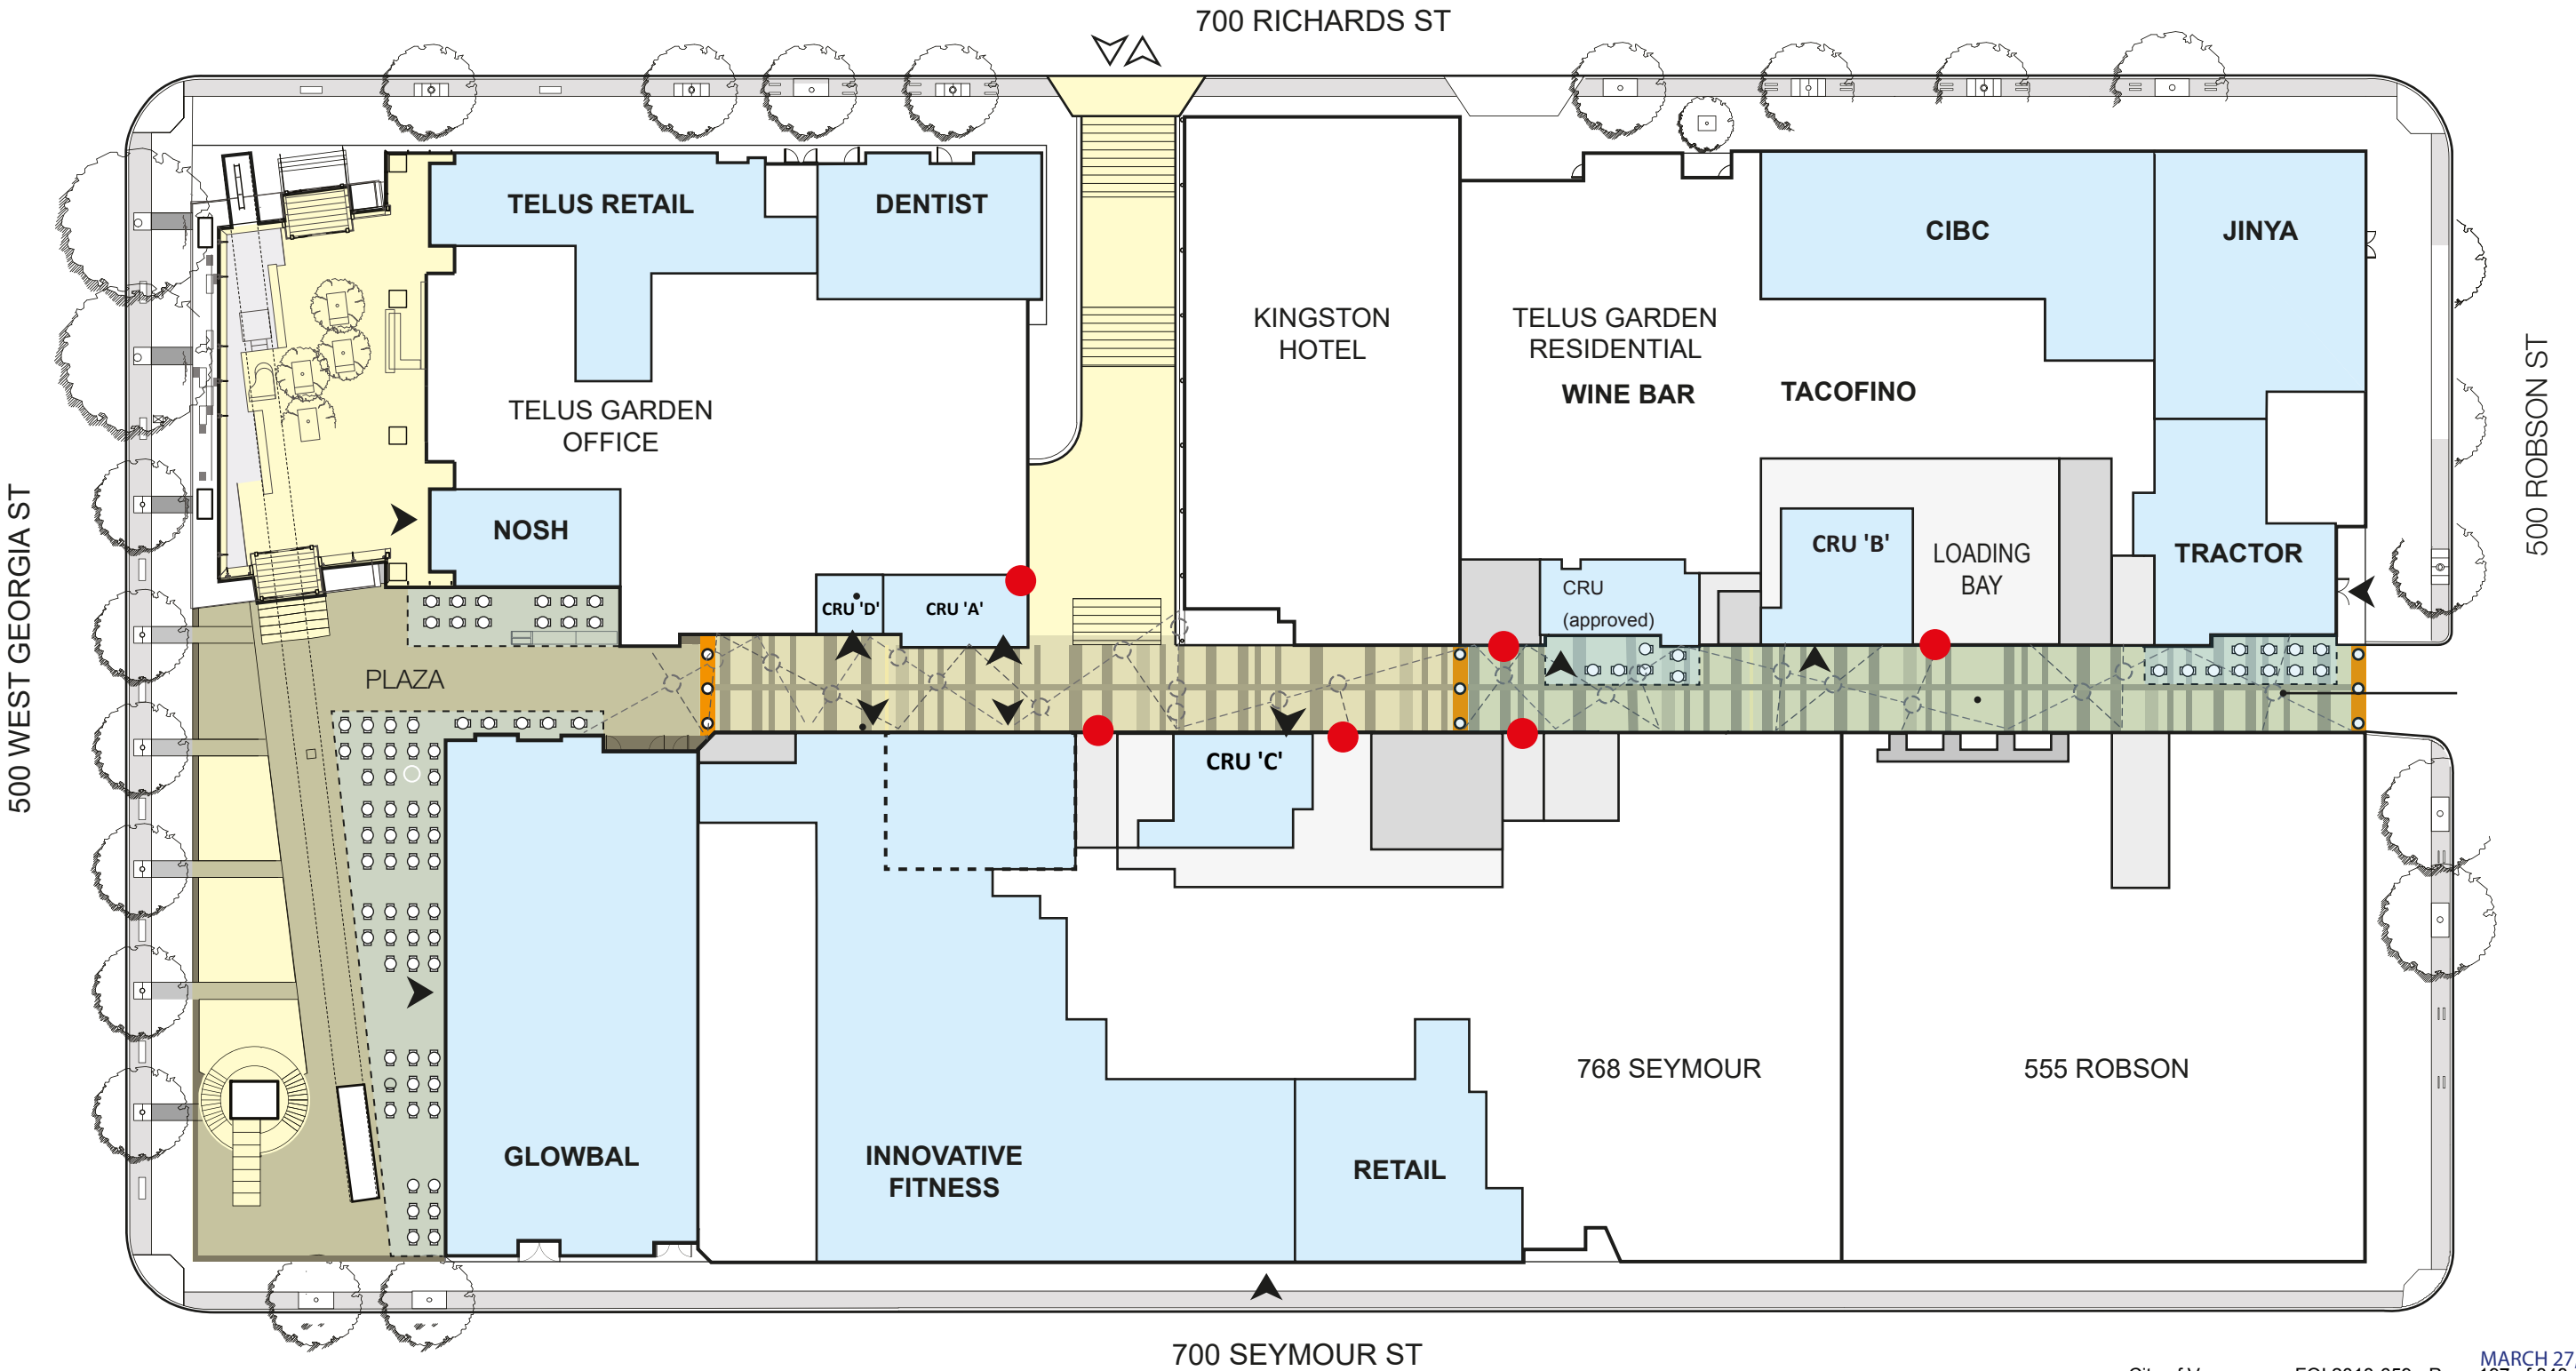 700 RICHARDS ST
TELUS RETAIL
DENTIST
CIBC
JINYA
KINGSTON
HOTEL
TELUS GARDEN
RESIDENTIAL
WINE BAR
TACOFINO
TELUS GARDEN
OFFICE
500 WEST GEORGIA ST
500 ROBSON ST
NOSH
CRU 'B'
LOADING
BAY
TRACTOR
CRU 'D'
CRU 'A'
CRU
(approved)
PLAZA
CRU 'C'
768 SEYMOUR
555 ROBSON
GLOWBAL
INNOVATIVE
FITNESS
RETAIL
700 SEYMOUR ST
MARCH 27